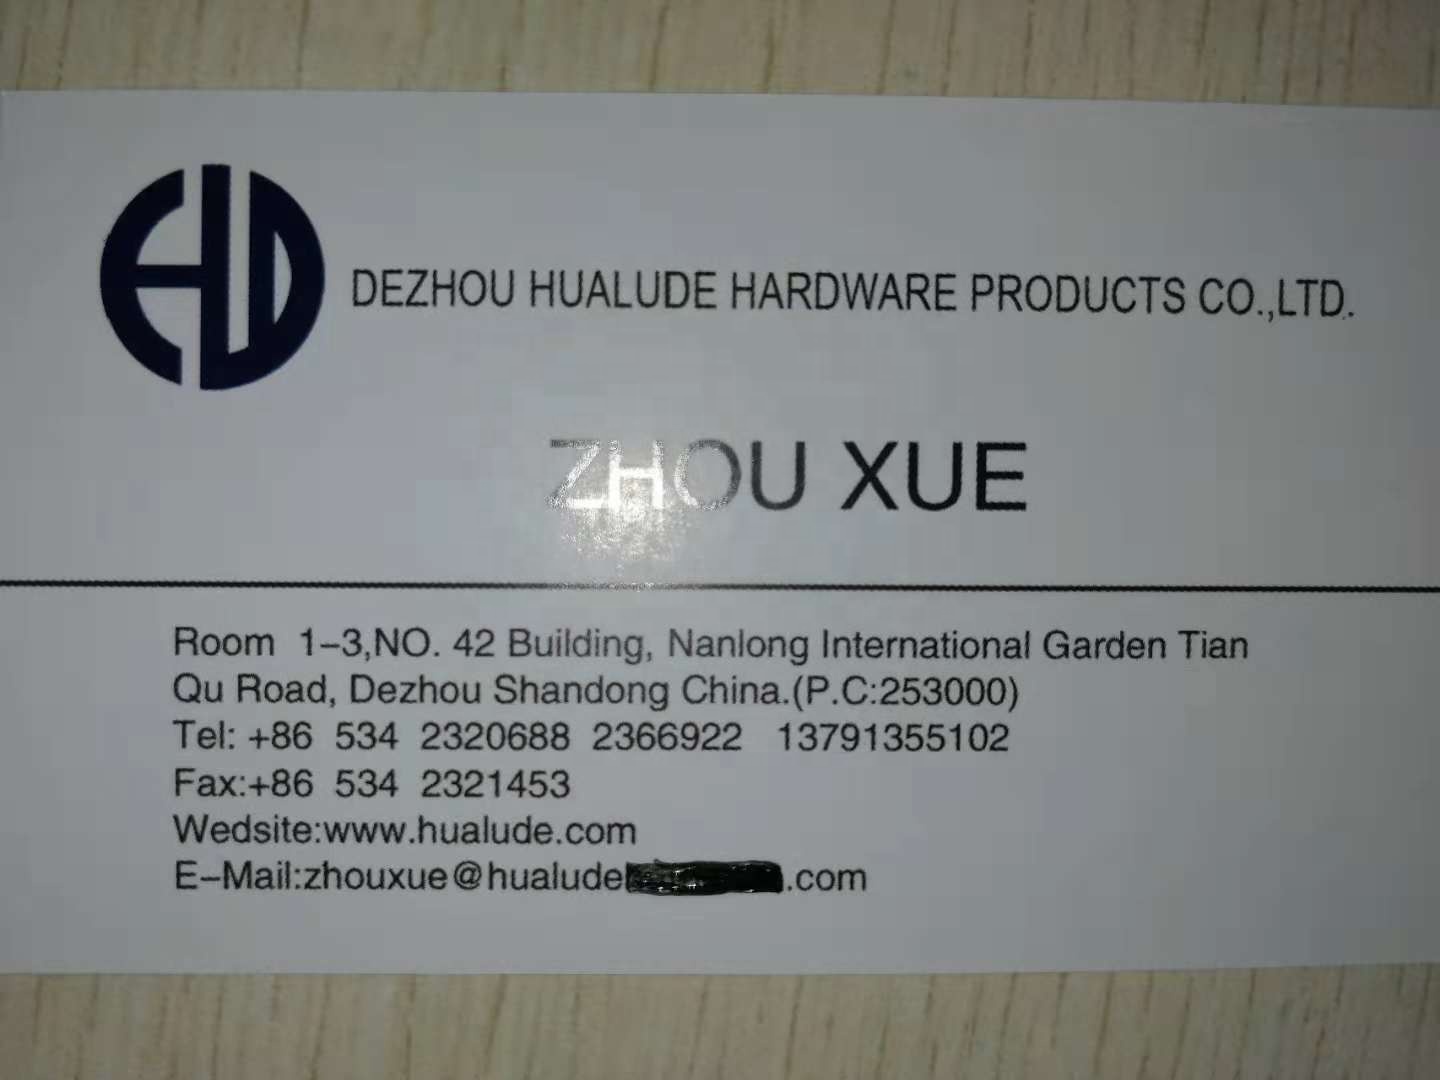 HD
DEZHOU HUALUDE HARDWARE PRODUCTS CO.,LTD.
ZHOU XUE
Room 1-3,NO. 42 Building, Nanlong International Garden Tian
Qu Road, Dezhou Shandong China.(P.C:253000)
Tel: +86 534 2320688 2366922 13791355102
Fax:+86 534 2321453
Wedsite:www.hualude.com
E-Mail:zhouxue@hualude .com